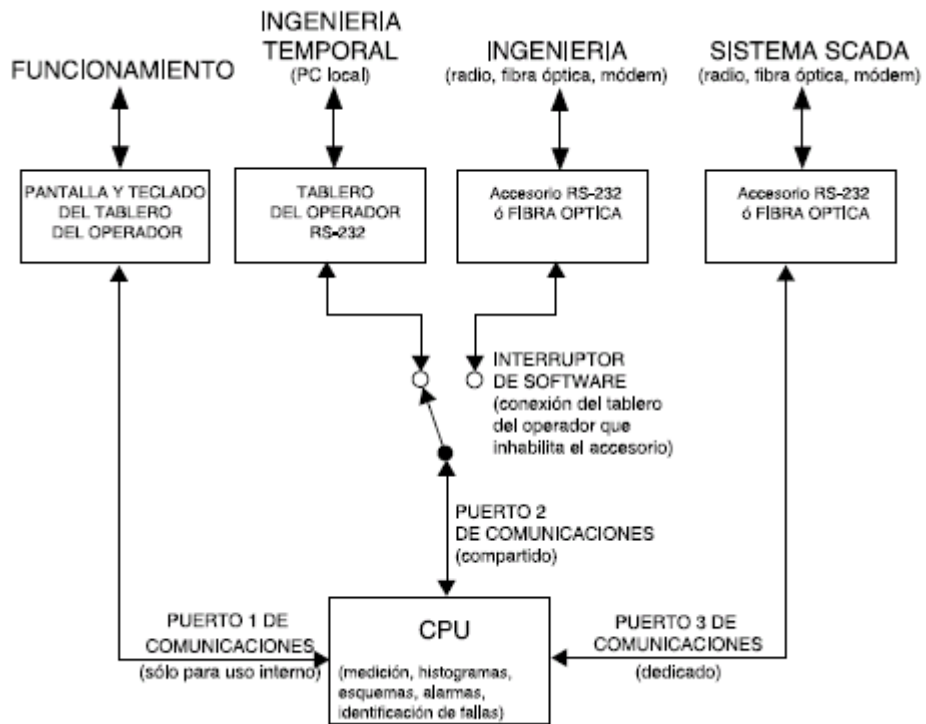 FUNCIONAMIENTO
INGENIERIA
TEMPORAL
(PC local)
INGENIERIA
(radio, fibra óptica, módem)
SISTEMA SCADA
(radio, fibra óptica, módem)
PANTALLA Y TECLADO
DEL TABLERO
DEL OPERADOR
TABLERO
DEL OPERADOR
RS-232
Accesorio RS-232
ó FIBRA OPTICA
Accesorio RS-232
ó FIBRA OPTICA
INTERRUPTOR
DE SOFTWARE
(conexión del tablero
del operador que
inhabilita el accesorio)
PUERTO 2
DE COMUNICACIONES
(compartido)
PUERTO 1 DE
COMUNICACIONES
(sólo para uso interno)
CPU
(medición, histogramas,
esquemas, alarmas,
identificación de fallas)
PUERTO 3 DE
COMUNICACIONES
(dedicado)